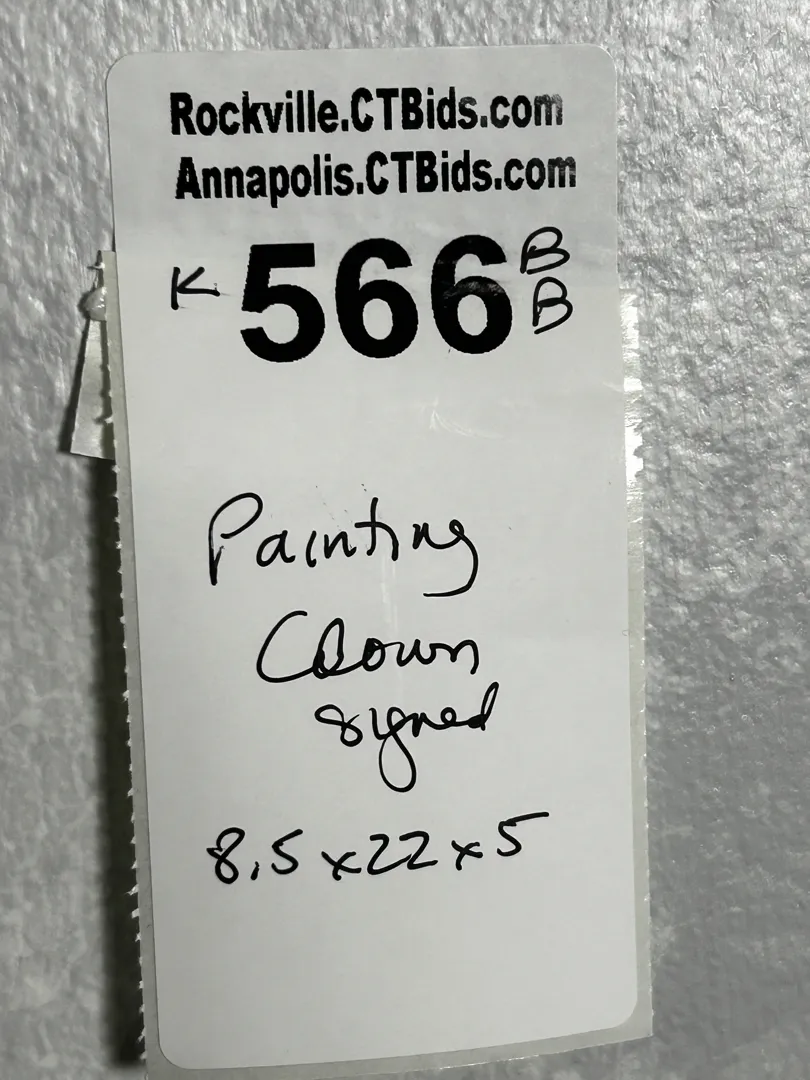 Rockville.CTBids.com
Annapolis.CTBids.com
K 566 B
B
Painting
Clown
signed
8.5 x 22 x 5